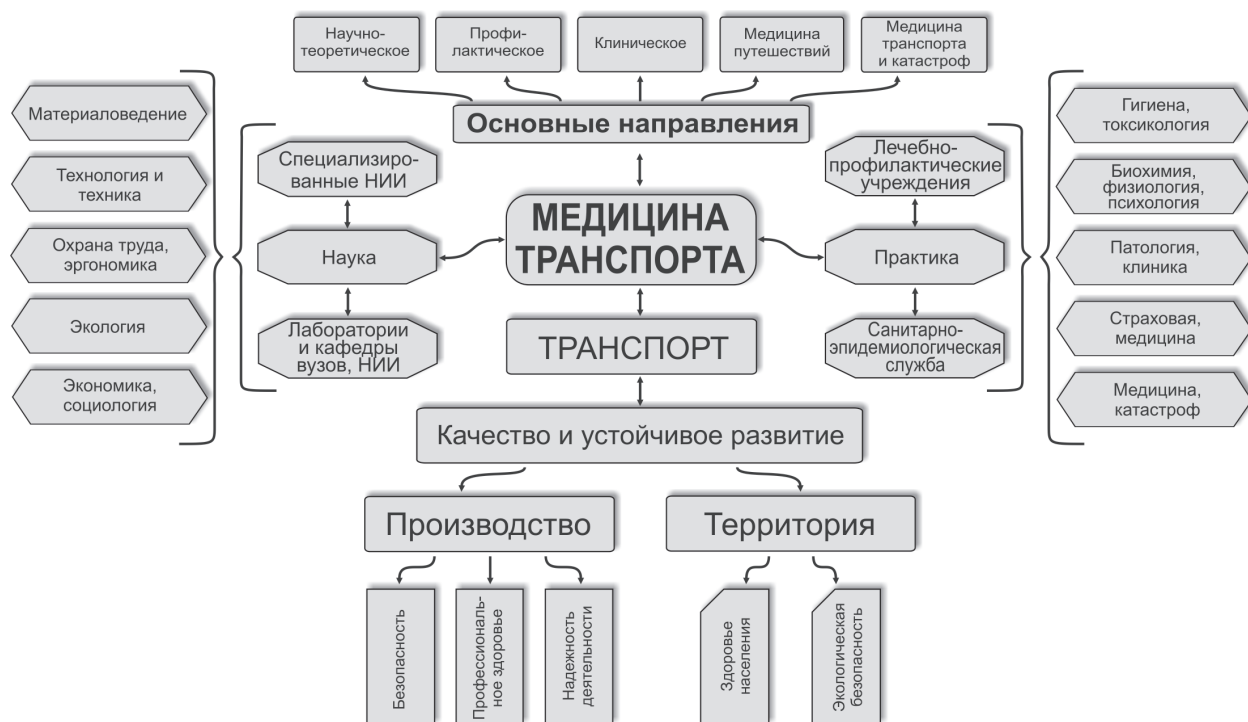 Научно-
теоретическое
Профи-
лактическое
Клиническое
Медицина
путешествий
Медицина
транспорта
и катастроф
Основные направления
Материаловедение
Технология и
техника
Охрана труда,
эргономика
Экология
Экономика,
социология
Специализиро-
ванные НИИ
Наука
Лаборатории
и кафедры
вузов, НИИ
МЕДИЦИНА
ТРАНСПОРТА
Лечебно-
профилактические
учреждения
Практика
Санитарно-
эпидемиологическая
служба
Гигиена,
токсикология
Биохимия,
физиология,
психология
Патология,
клиника
Страховая,
медицина
Медицина,
катастроф
ТРАНСПОРТ
Качество и устойчивое развитие
Производство
Территория
Безопасность
Профессиональ-
ное здоровье
Надежность
деятельности
Здоровье
населения
Экологическая
безопасность